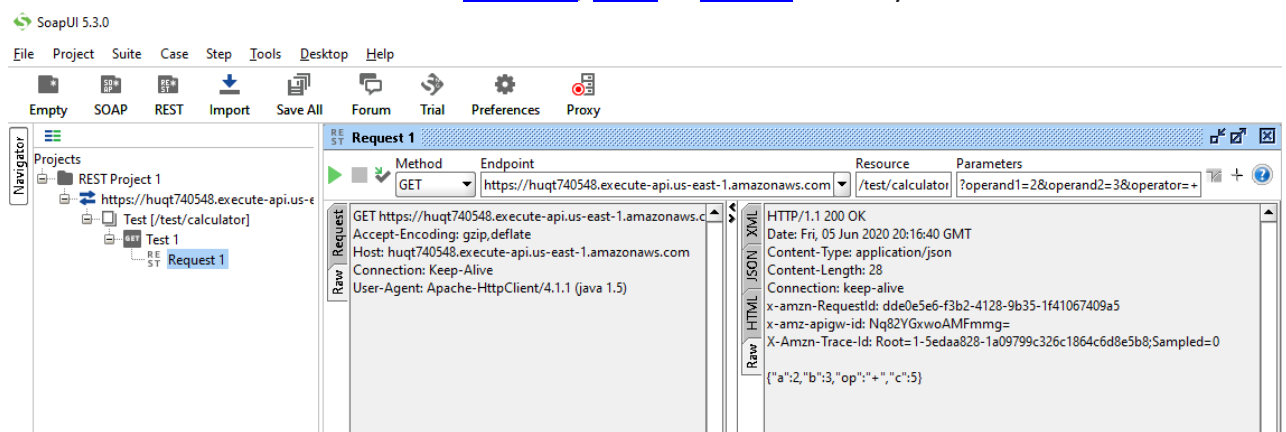 SoapUI 5.3.0
File Project Suite Case Step Tools Desktop Help
Empty SOAP REST Import Save All Forum Trial Preferences Proxy
Navigator
Projects
REST Project 1
https://huqt740548.execute-api.us-e
Test [/test/calculator]
GET Test 1
REST Request 1
REST Request 1
Method Endpoint Resource Parameters
GET https://huqt740548.execute-api.us-east-1.amazonaws.com /test/calculator ?operand1=2&operand2=3&operator=+
Request
Raw
GET https://huqt740548.execute-api.us-east-1.amazonaws.c
Accept-Encoding: gzip,deflate
Host: huqt740548.execute-api.us-east-1.amazonaws.com
Connection: Keep-Alive
User-Agent: Apache-HttpClient/4.1.1 (java 1.5)
XML
JSON
HTML
Raw
HTTP/1.1 200 OK
Date: Fri, 05 Jun 2020 20:16:40 GMT
Content-Type: application/json
Content-Length: 28
Connection: keep-alive
x-amzn-RequestId: dde0e5e6-f3b2-4128-9b35-1f41067409a5
x-amz-apigw-id: Nq82YGxwoAMFmmg=
X-Amzn-Trace-Id: Root=1-5edaa828-1a09799c326c1864c6d8e5b8;Sampled=0
{"a":2,"b":3,"op":"+","c":5}